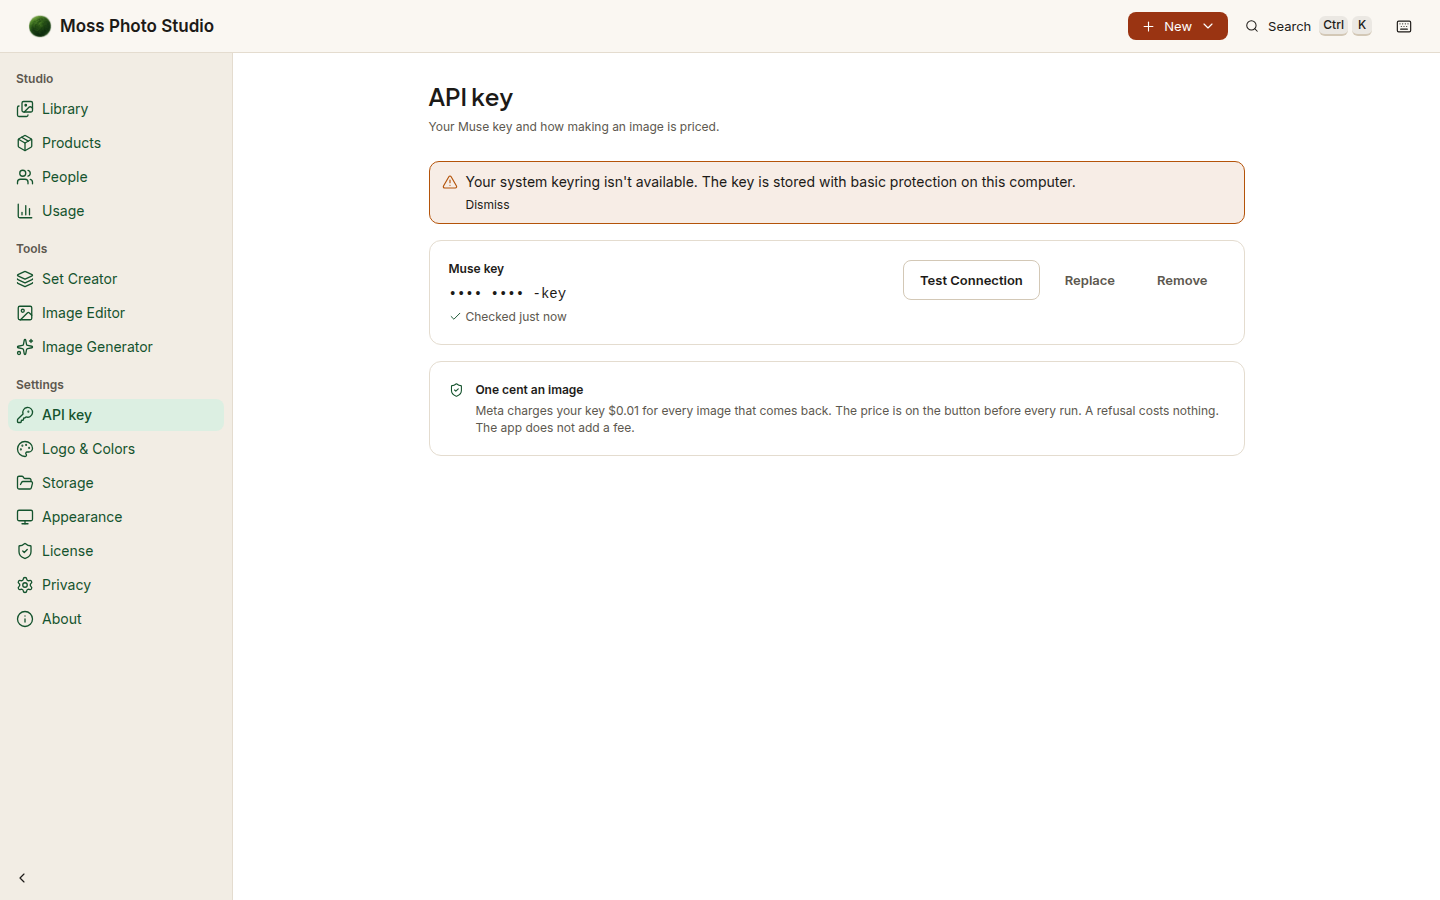 Moss Photo Studio
New
Search Ctrl K
Studio
Library
Products
People
Usage
Tools
Set Creator
Image Editor
Image Generator
Settings
API key
Logo & Colors
Storage
Appearance
License
Privacy
About
API key
Your Muse key and how making an image is priced.
Your system keyring isn't available. The key is stored with basic protection on this computer.
Dismiss
Muse key
•••• •••• -key
Checked just now
Test Connection
Replace
Remove
One cent an image
Meta charges your key $0.01 for every image that comes back. The price is on the button before every run. A refusal costs nothing.
The app does not add a fee.